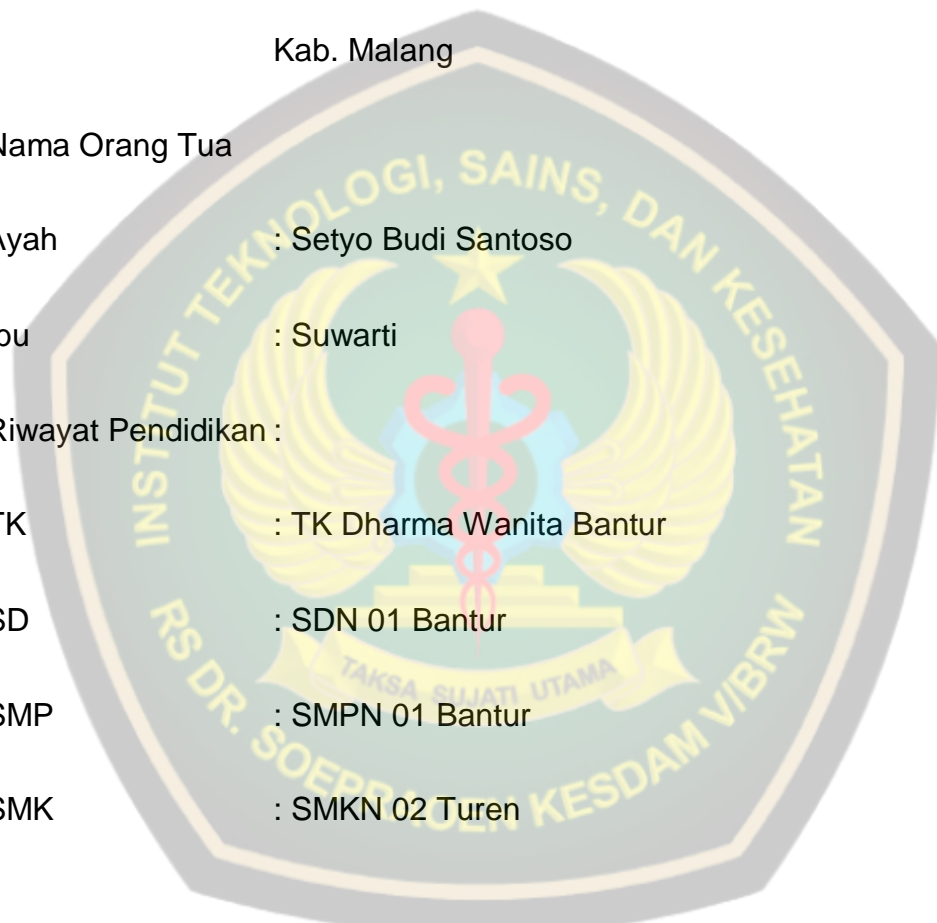 Kab. Malang
Nama Orang Tua
Ayah : Setyo Budi Santoso
Ibu : Suwarti
Riwayat Pendidikan :
TK : TK Dharma Wanita Bantur
SD : SDN 01 Bantur
SMP : SMPN 01 Bantur
SMK : SMKN 02 Turen
INSTITUT TEKNOLOGI, SAINS, DAN KESEHATAN
TAKSA SUJATI UTAMA
RS DR. SOEPRAOEN KESDAM V/BRW